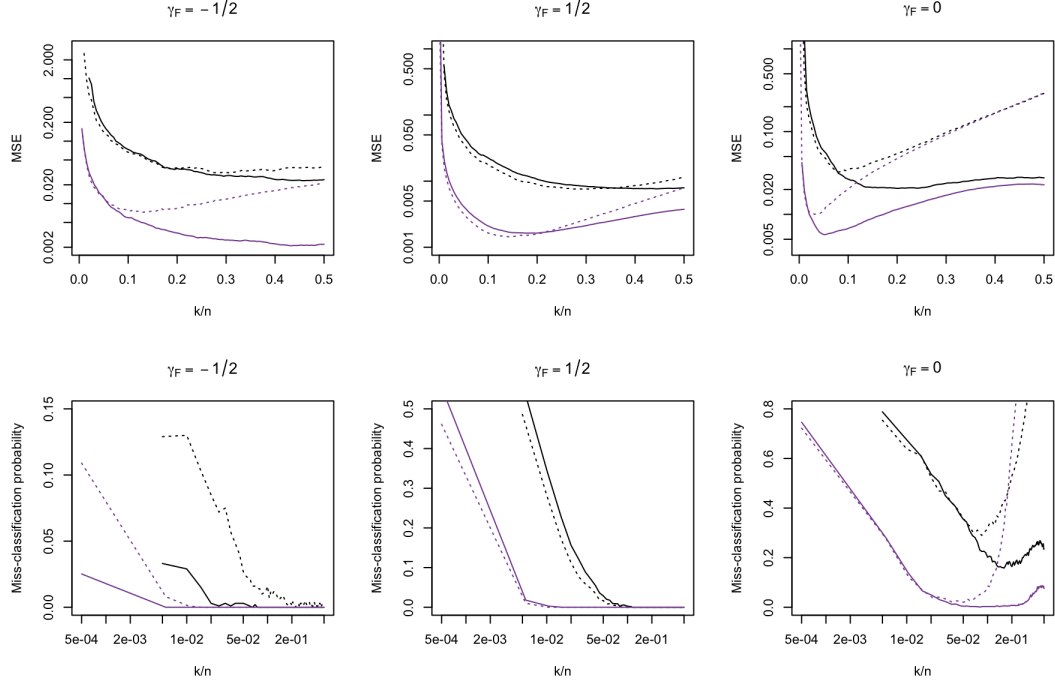 γF = − 1/2
γF = 1/2
γF = 0
MSE
2.000
0.200
0.020
0.002
0.0 0.1 0.2 0.3 0.4 0.5
k/n
MSE
0.500
0.050
0.005
0.001
0.0 0.1 0.2 0.3 0.4 0.5
k/n
MSE
0.500
0.100
0.020
0.005
0.0 0.1 0.2 0.3 0.4 0.5
k/n
γF = − 1/2
γF = 1/2
γF = 0
Miss-classification probability
0.15
0.10
0.05
0.00
5e-04 2e-03 1e-02 5e-02 2e-01
k/n
Miss-classification probability
0.5
0.4
0.3
0.2
0.1
0.0
5e-04 2e-03 1e-02 5e-02 2e-01
k/n
Miss-classification probability
0.8
0.6
0.4
0.2
0.0
5e-04 2e-03 1e-02 5e-02 2e-01
k/n